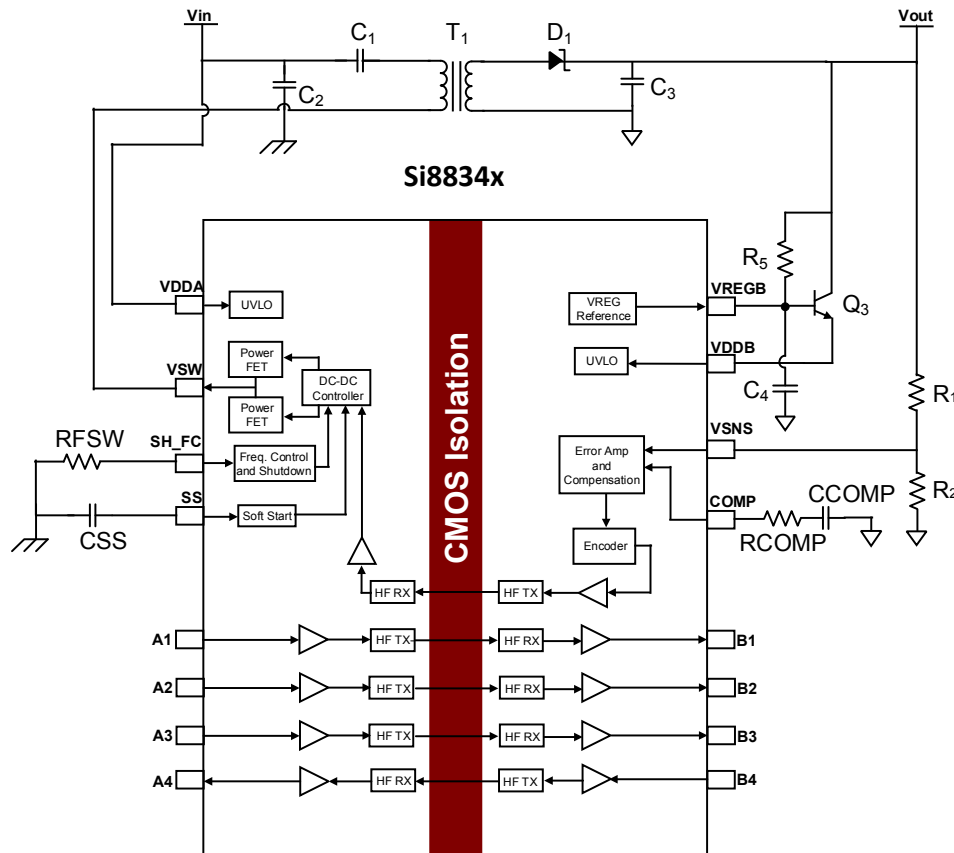 Vin
Vout
C1
T1
D1
C2
C3
Si8834x
R5
VDDA
VREGB
UVLO
VREG
Reference
Q3
VDDB
Power
FET
UVLO
VSW
DC-DC
Controller
C4
R1
Power
FET
VSNS
RFSW
SH_FC
Freq. Control
and Shutdown
Error Amp
and
Compensation
R2
SS
COMP
CCOMP
Soft Start
CSS
RCOMP
Encoder
CMOS Isolation
HF RX
HF TX
A1
HF TX
HF RX
B1
A2
HF TX
HF RX
B2
A3
HF TX
HF RX
B3
A4
HF RX
HF TX
B4